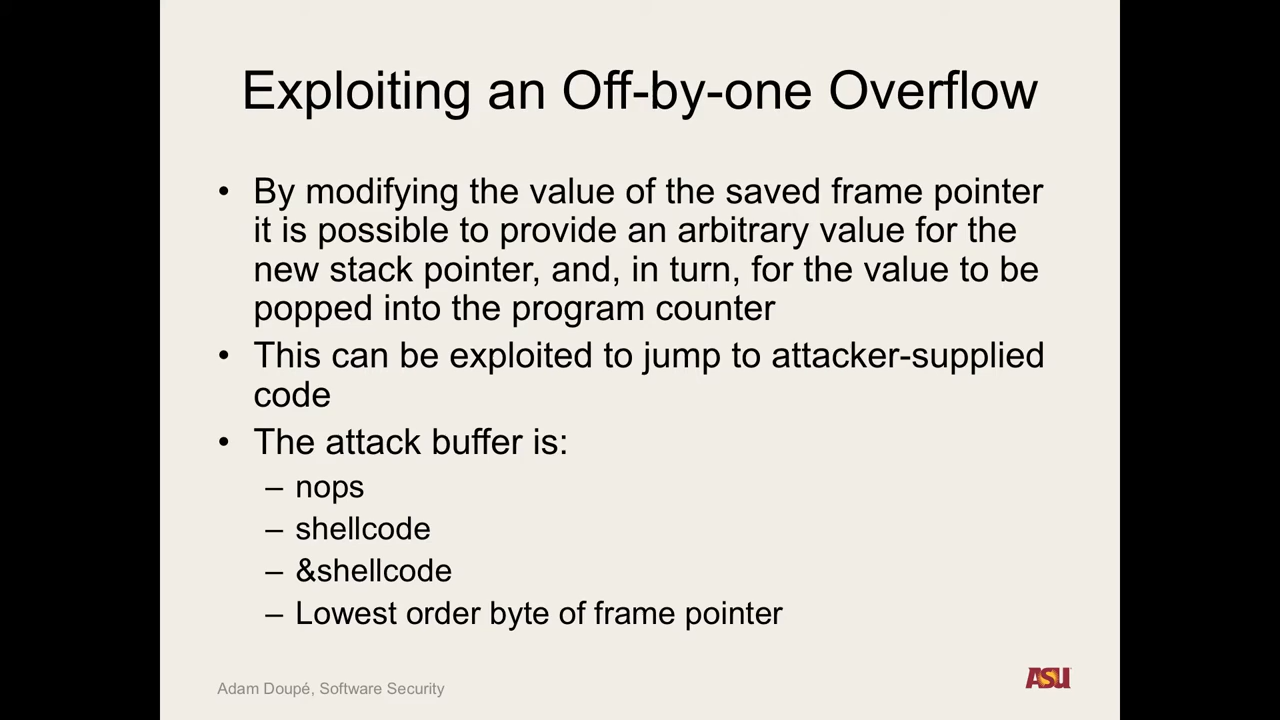 Exploiting an Off-by-one Overflow
• By modifying the value of the saved frame pointer
it is possible to provide an arbitrary value for the
new stack pointer, and, in turn, for the value to be
popped into the program counter
• This can be exploited to jump to attacker-supplied
code
• The attack buffer is:
– nops
– shellcode
– &shellcode
– Lowest order byte of frame pointer
Adam Doupé, Software Security
ASU